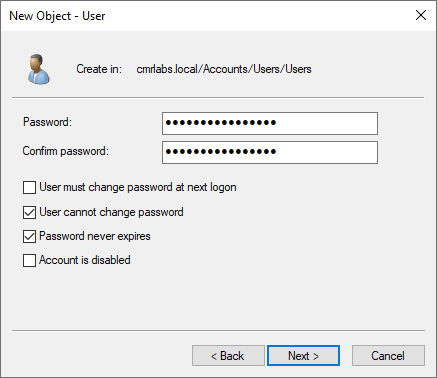 New Object - User
Create in: cmrlabs.local/Accounts/Users/Users
Password: ●●●●●●●●●●●●●●●●
Confirm password: ●●●●●●●●●●●●●●●●
User must change password at next logon
User cannot change password
Password never expires
Account is disabled
< Back Next > Cancel